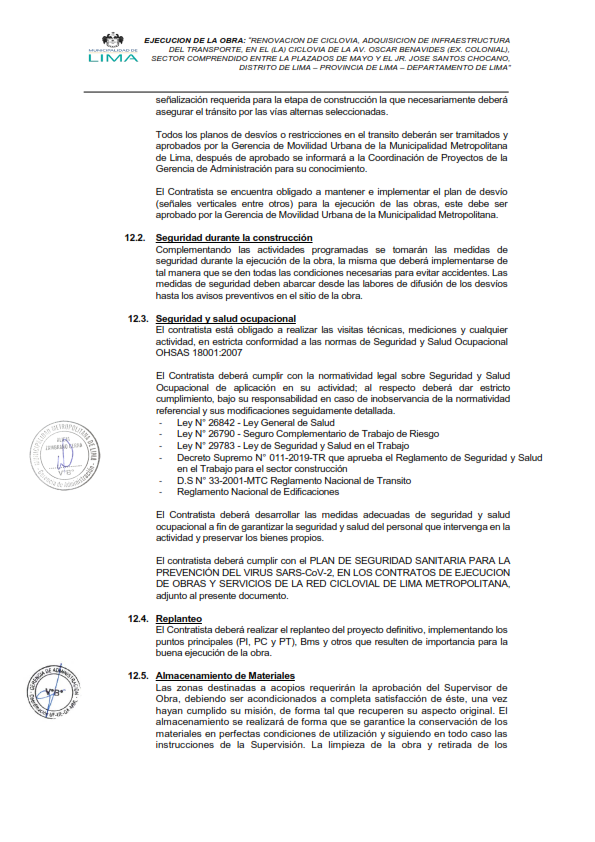 MUNICIPALIDAD DE
LIMA
EJECUCION DE LA OBRA: "RENOVACION DE CICLOVIA, ADQUISICION DE INFRAESTRUCTURA
DEL TRANSPORTE, EN EL (LA) CICLOVIA DE LA AV. OSCAR BENAVIDES (EX. COLONIAL),
SECTOR COMPRENDIDO ENTRE LA PLAZADOS DE MAYO Y EL JR. JOSE SANTOS CHOCANO,
DISTRITO DE LIMA – PROVINCIA DE LIMA – DEPARTAMENTO DE LIMA"
señalización requerida para la etapa de construcción la que necesariamente deberá
asegurar el tránsito por las vías alternas seleccionadas.
Todos los planos de desvíos o restricciones en el transito deberán ser tramitados y
aprobados por la Gerencia de Movilidad Urbana de la Municipalidad Metropolitana
de Lima, después de aprobado se informará a la Coordinación de Proyectos de la
Gerencia de Administración para su conocimiento.
El Contratista se encuentra obligado a mantener e implementar el plan de desvío
(señales verticales entre otros) para la ejecución de las obras, este debe ser
aprobado por la Gerencia de Movilidad Urbana de la Municipalidad Metropolitana.
12.2. Seguridad durante la construcción
Complementando las actividades programadas se tomarán las medidas de
seguridad durante la ejecución de la obra, la misma que deberá implementarse de
tal manera que se den todas las condiciones necesarias para evitar accidentes. Las
medidas de seguridad deben abarcar desde las labores de difusión de los desvíos
hasta los avisos preventivos en el sitio de la obra.
12.3. Seguridad y salud ocupacional
El contratista está obligado a realizar las visitas técnicas, mediciones y cualquier
actividad, en estricta conformidad a las normas de Seguridad y Salud Ocupacional
OHSAS 18001:2007
El Contratista deberá cumplir con la normatividad legal sobre Seguridad y Salud
Ocupacional de aplicación en su actividad; al respecto deberá dar estricto
cumplimiento, bajo su responsabilidad en caso de inobservancia de la normatividad
referencial y sus modificaciones seguidamente detallada.
- Ley N° 26842 - Ley General de Salud
- Ley N° 26790 - Seguro Complementario de Trabajo de Riesgo
- Ley N° 29783 - Ley de Seguridad y Salud en el Trabajo
- Decreto Supremo N° 011-2019-TR que aprueba el Reglamento de Seguridad y Salud
en el Trabajo para el sector construcción
- D.S N° 33-2001-MTC Reglamento Nacional de Transito
- Reglamento Nacional de Edificaciones
El Contratista deberá desarrollar las medidas adecuadas de seguridad y salud
ocupacional a fin de garantizar la seguridad y salud del personal que intervenga en la
actividad y preservar los bienes propios.
El contratista deberá cumplir con el PLAN DE SEGURIDAD SANITARIA PARA LA
PREVENCIÓN DEL VIRUS SARS-CoV-2, EN LOS CONTRATOS DE EJECUCION
DE OBRAS Y SERVICIOS DE LA RED CICLOVIAL DE LIMA METROPOLITANA,
adjunto al presente documento.
12.4. Replanteo
El Contratista deberá realizar el replanteo del proyecto definitivo, implementando los
puntos principales (PI, PC y PT), Bms y otros que resulten de importancia para la
buena ejecución de la obra.
12.5. Almacenamiento de Materiales
Las zonas destinadas a acopios requerirán la aprobación del Supervisor de
Obra, debiendo ser acondicionados a completa satisfacción de éste, una vez
hayan cumplido su misión, de forma tal que recuperen su aspecto original. El
almacenamiento se realizará de forma que se garantice la conservación de los
materiales en perfectas condiciones de utilización y siguiendo en todo caso las
instrucciones de la Supervisión. La limpieza de la obra y retirada de los
METROPOLITANA DE LIMA
V°B°
GERENCIA DE ADMINISTRACIÓN
V°B°